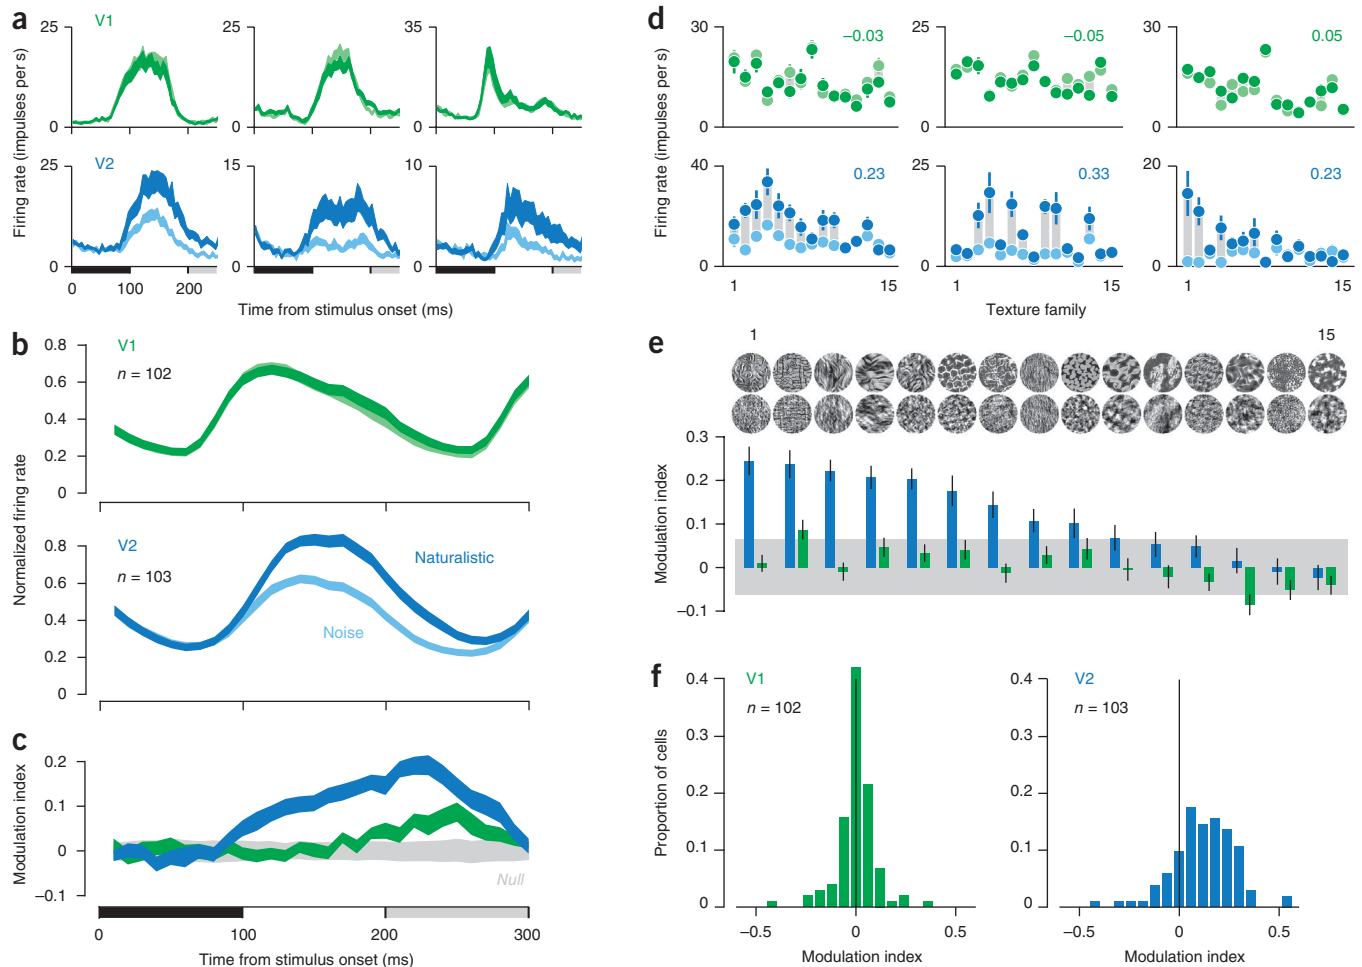 a
V1
25
0
25
0
35
0
V2
25
0
15
0
10
0
0
100
200
Firing rate (impulses per s)
Time from stimulus onset (ms)
b
V1
n = 102
0.8
0.6
0.4
0.2
0
V2
n = 103
0.8
0.6
0.4
0.2
0
Naturalistic
Noise
Normalized firing rate
c
0.2
0.1
0
–0.1
Modulation index
Null
0
100
200
300
Time from stimulus onset (ms)
d
30
0
–0.03
25
0
–0.05
30
0
0.05
40
0
0.23
25
0
0.33
20
0
0.23
1
15
1
15
1
15
Firing rate (impulses per s)
Texture family
e
1
15
0.3
0.2
0.1
0
–0.1
Modulation index
f
V1
n = 102
0.4
0.3
0.2
0.1
0
Proportion of cells
–0.5
0
0.5
Modulation index
V2
n = 103
0.4
0.3
0.2
0.1
0
–0.5
0
0.5
Modulation index